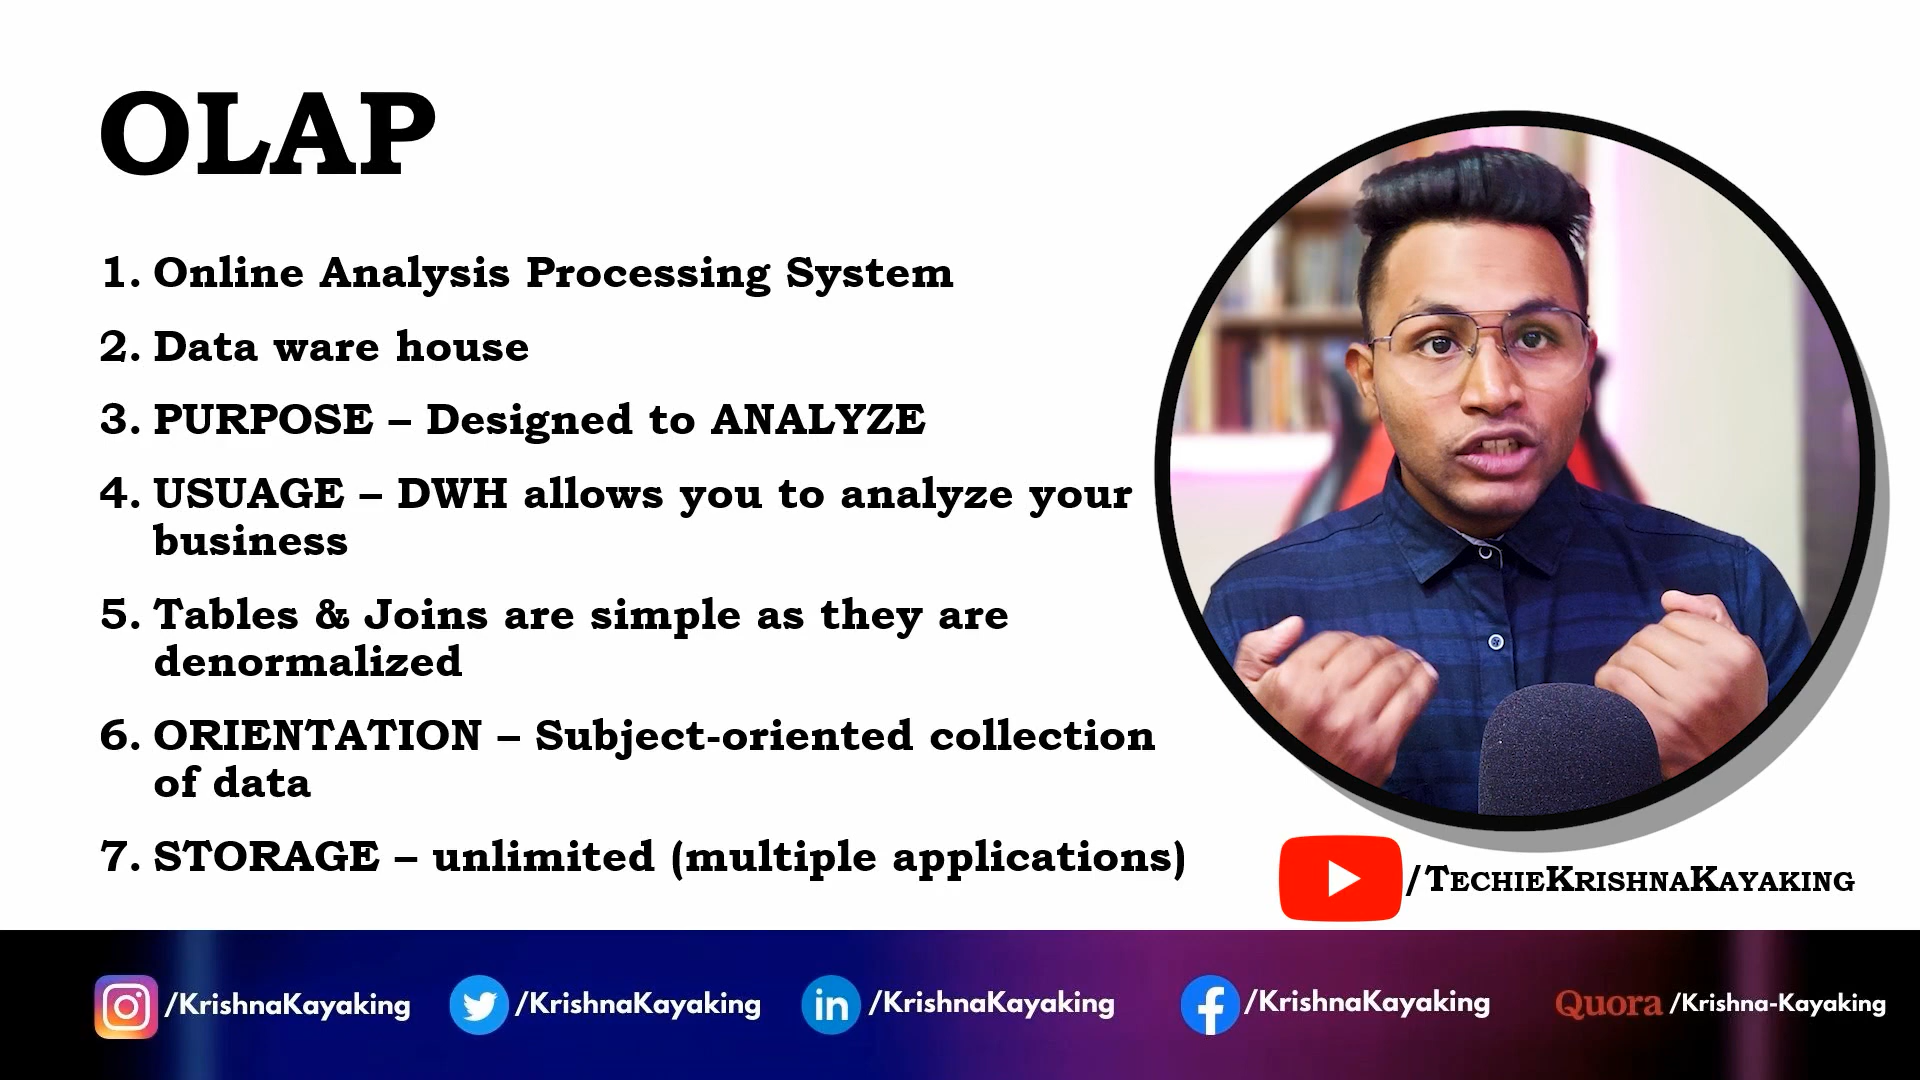 OLAP
1. Online Analysis Processing System
2. Data ware house
3. PURPOSE – Designed to ANALYZE
4. USUAGE – DWH allows you to analyze your
business
5. Tables & Joins are simple as they are
denormalized
6. ORIENTATION – Subject-oriented collection
of data
7. STORAGE – unlimited (multiple applications)
/TECHIEKRISHNAKAYAKING
/KrishnaKayaking
/KrishnaKayaking
in /KrishnaKayaking
/KrishnaKayaking
Quora /Krishna-Kayaking